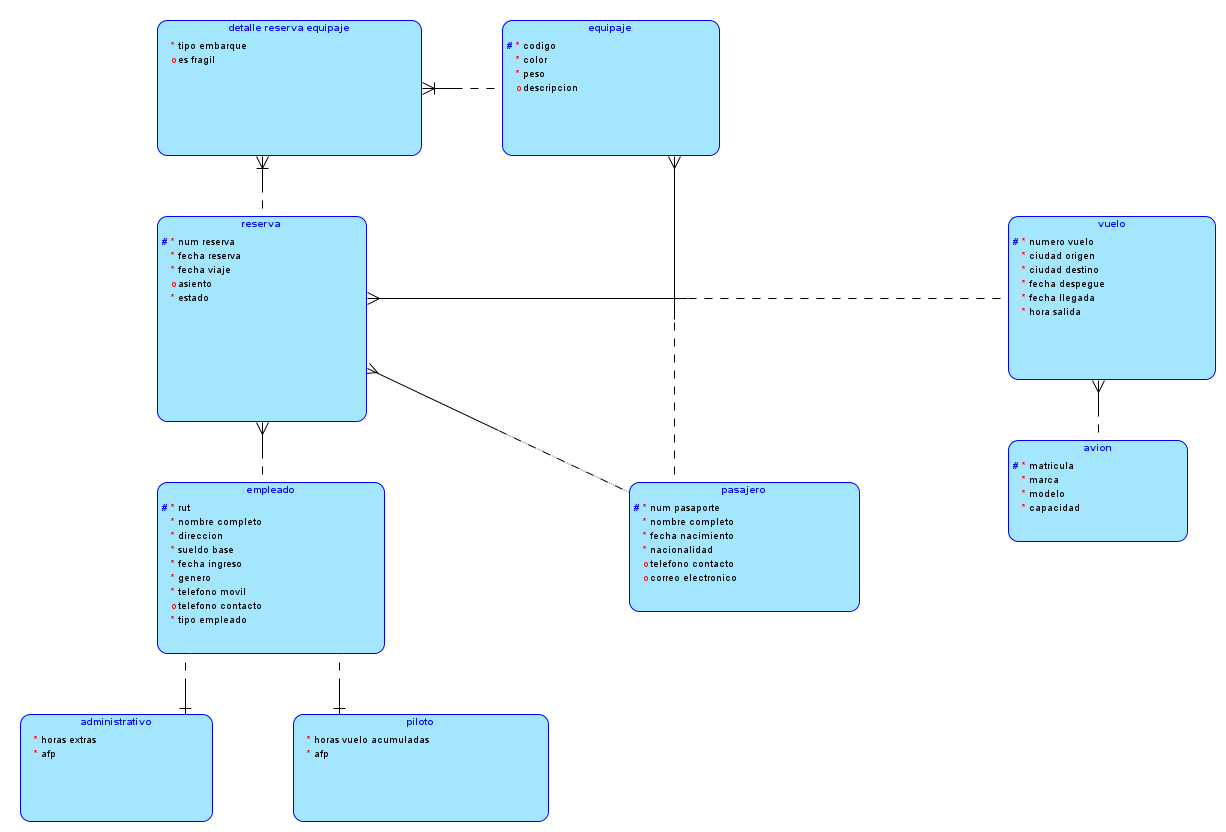 detalle reserva equipaje
* tipo embarque
o es fragil
equipaje
# * codigo
* color
* peso
o descripcion
reserva
# * num reserva
* fecha reserva
* fecha viaje
o asiento
* estado
vuelo
# * numero vuelo
* ciudad origen
* ciudad destino
* fecha despegue
* fecha llegada
* hora salida
avion
# * matricula
* marca
* modelo
* capacidad
empleado
# * rut
* nombre completo
* direccion
* sueldo base
* fecha ingreso
* genero
* telefono movil
o telefono contacto
* tipo empleado
pasajero
# * num pasaporte
* nombre completo
* fecha nacimiento
* nacionalidad
o telefono contacto
o correo electronico
administrativo
* horas extras
* afp
piloto
* horas vuelo acumuladas
* afp